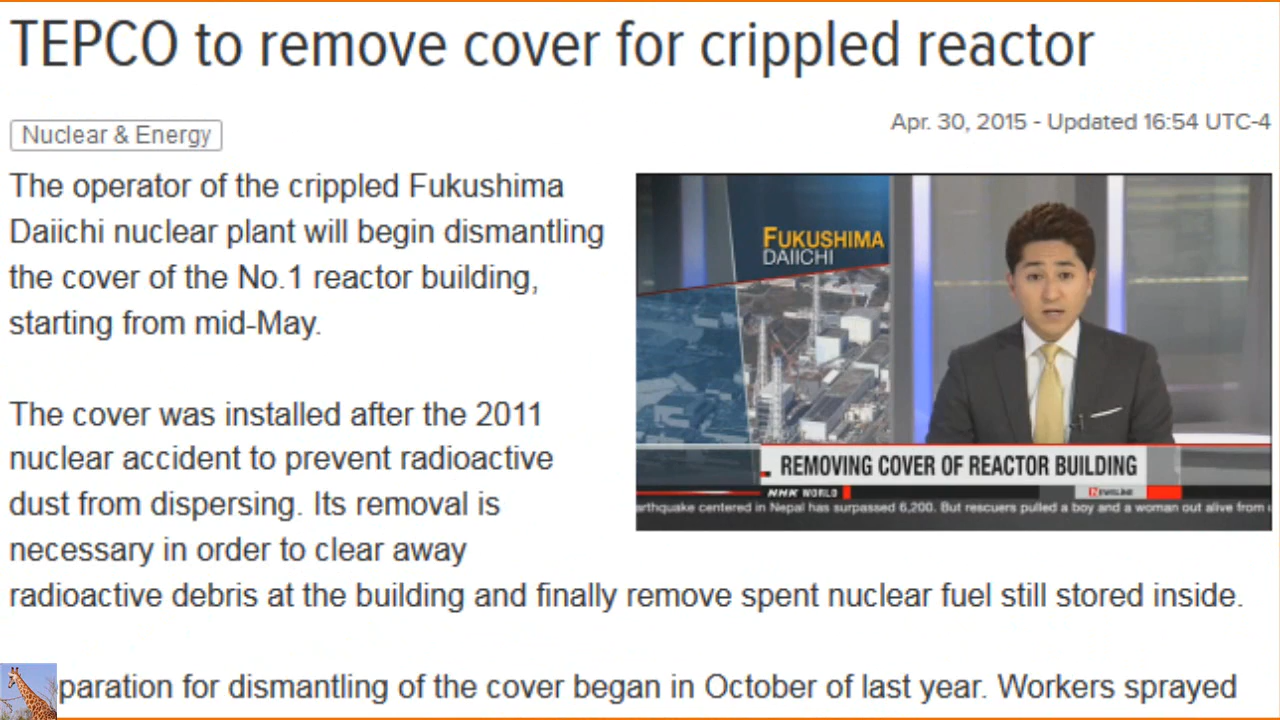 TEPCO to remove cover for crippled reactor
Nuclear & Energy
Apr. 30, 2015 - Updated 16:54 UTC-4
The operator of the crippled Fukushima
Daiichi nuclear plant will begin dismantling
the cover of the No.1 reactor building,
starting from mid-May.
The cover was installed after the 2011
nuclear accident to prevent radioactive
dust from dispersing. Its removal is
necessary in order to clear away
radioactive debris at the building and finally remove spent nuclear fuel still stored inside.
paration for dismantling of the cover began in October of last year. Workers sprayed
FUKUSHIMA
DAIICHI
REMOVING COVER OF REACTOR BUILDING
NHK WORLD
NEWSLINE
arthquake centered in Nepal has surpassed 6,200. But rescuers pulled a boy and a woman out alive from